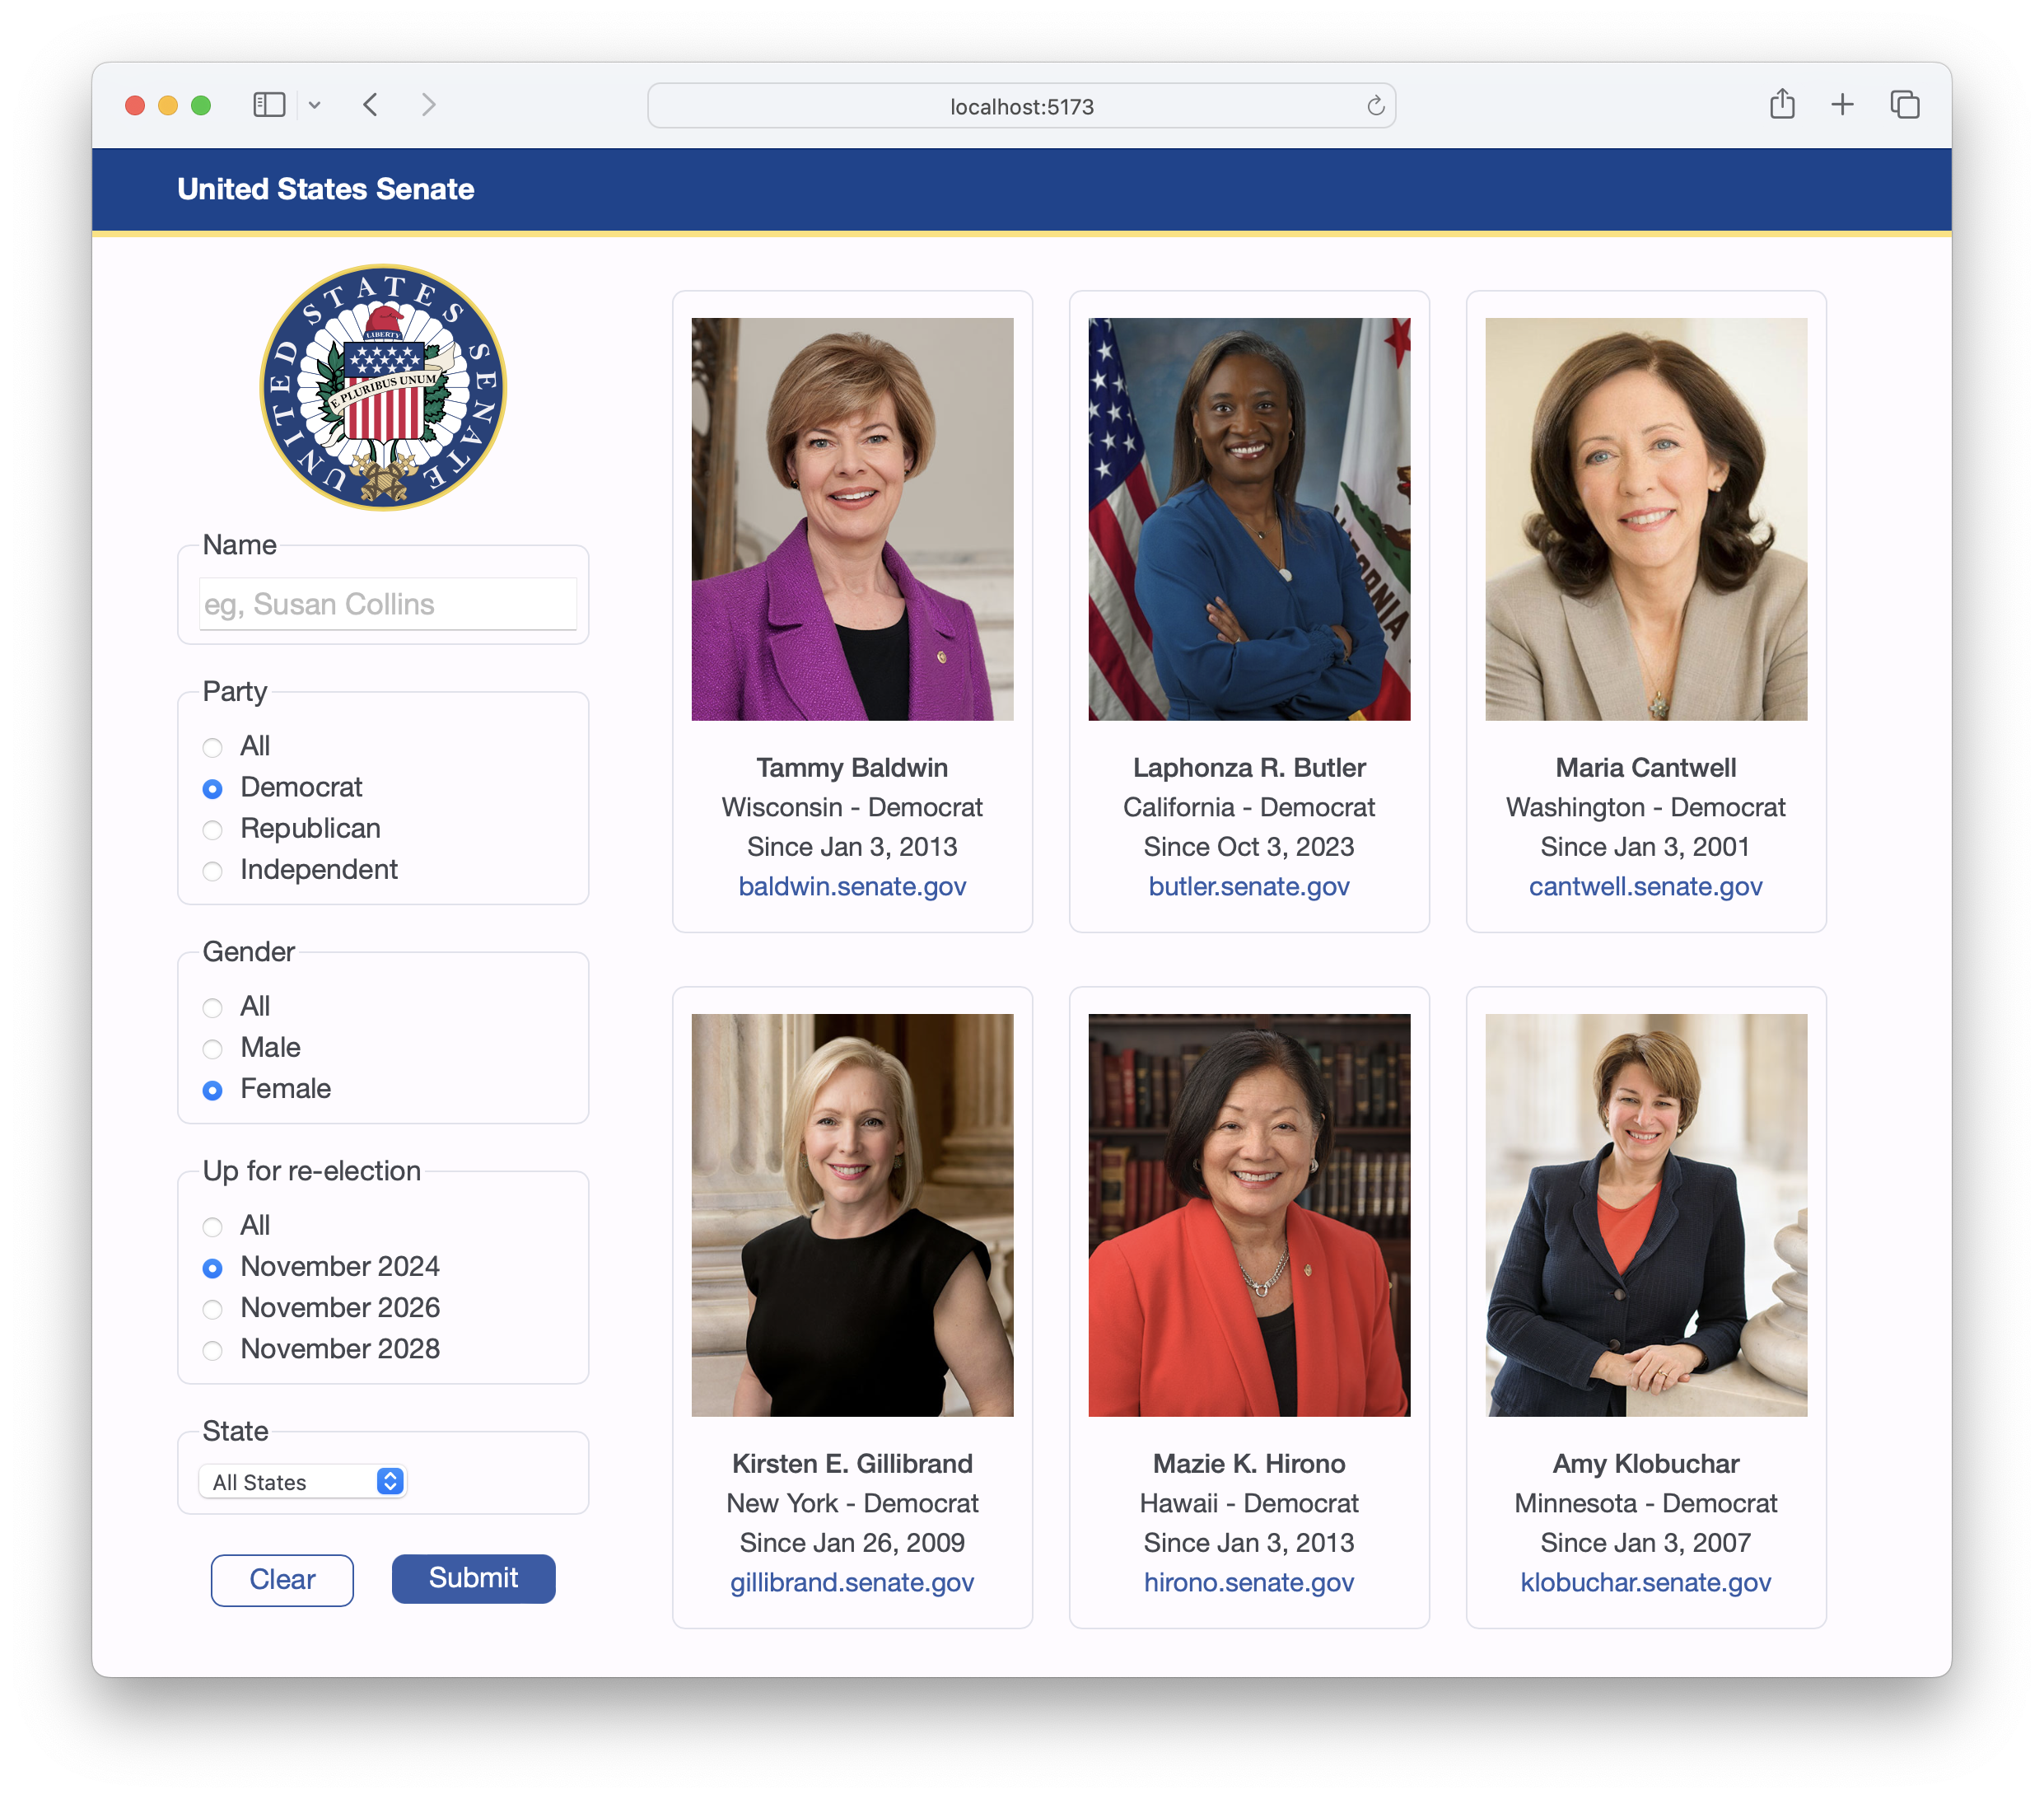 localhost:5173
United States Senate
UNITED STATES SENATE
LIBERTY
E PLURIBUS UNUM
Name
eg, Susan Collins
Party
All
Democrat
Republican
Independent
Gender
All
Male
Female
Up for re-election
All
November 2024
November 2026
November 2028
State
All States
Clear
Submit
Tammy Baldwin
Wisconsin - Democrat
Since Jan 3, 2013
baldwin.senate.gov
Laphonza R. Butler
California - Democrat
Since Oct 3, 2023
butler.senate.gov
Maria Cantwell
Washington - Democrat
Since Jan 3, 2001
cantwell.senate.gov
Kirsten E. Gillibrand
New York - Democrat
Since Jan 26, 2009
gillibrand.senate.gov
Mazie K. Hirono
Hawaii - Democrat
Since Jan 3, 2013
hirono.senate.gov
Amy Klobuchar
Minnesota - Democrat
Since Jan 3, 2007
klobuchar.senate.gov